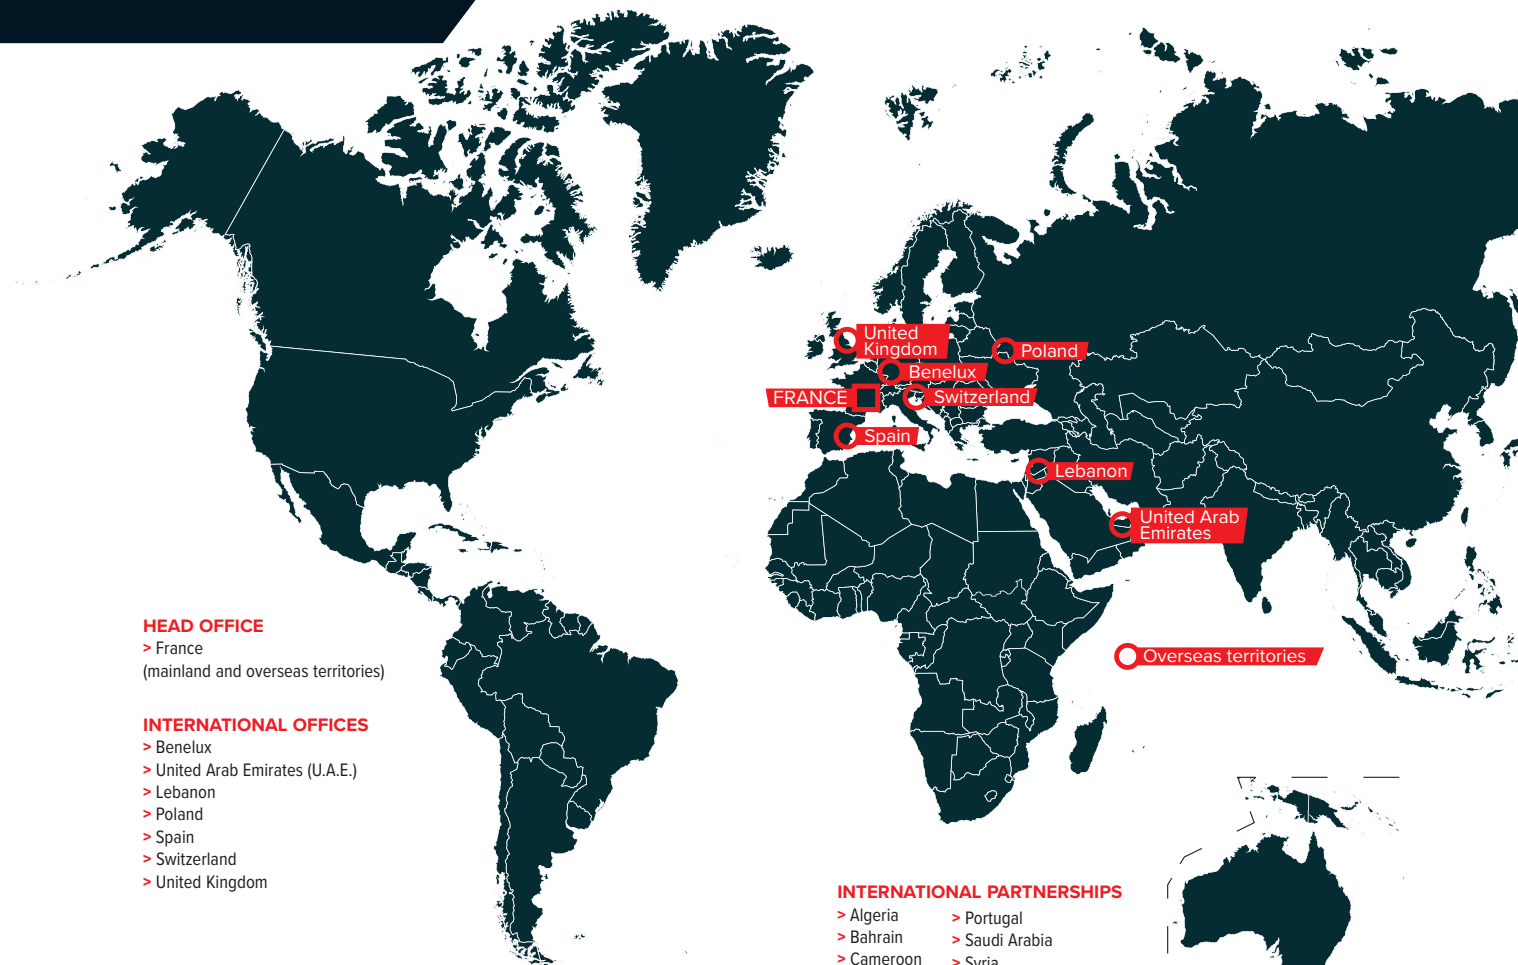 United
Kingdom
Poland
Benelux
FRANCE
Switzerland
Spain
Lebanon
United Arab
Emirates
Overseas territories
HEAD OFFICE
> France
(mainland and overseas territories)
INTERNATIONAL OFFICES
> Benelux
> United Arab Emirates (U.A.E.)
> Lebanon
> Poland
> Spain
> Switzerland
> United Kingdom
INTERNATIONAL PARTNERSHIPS
> Algeria
> Bahrain
> Cameroon
> Portugal
> Saudi Arabia
> Syria